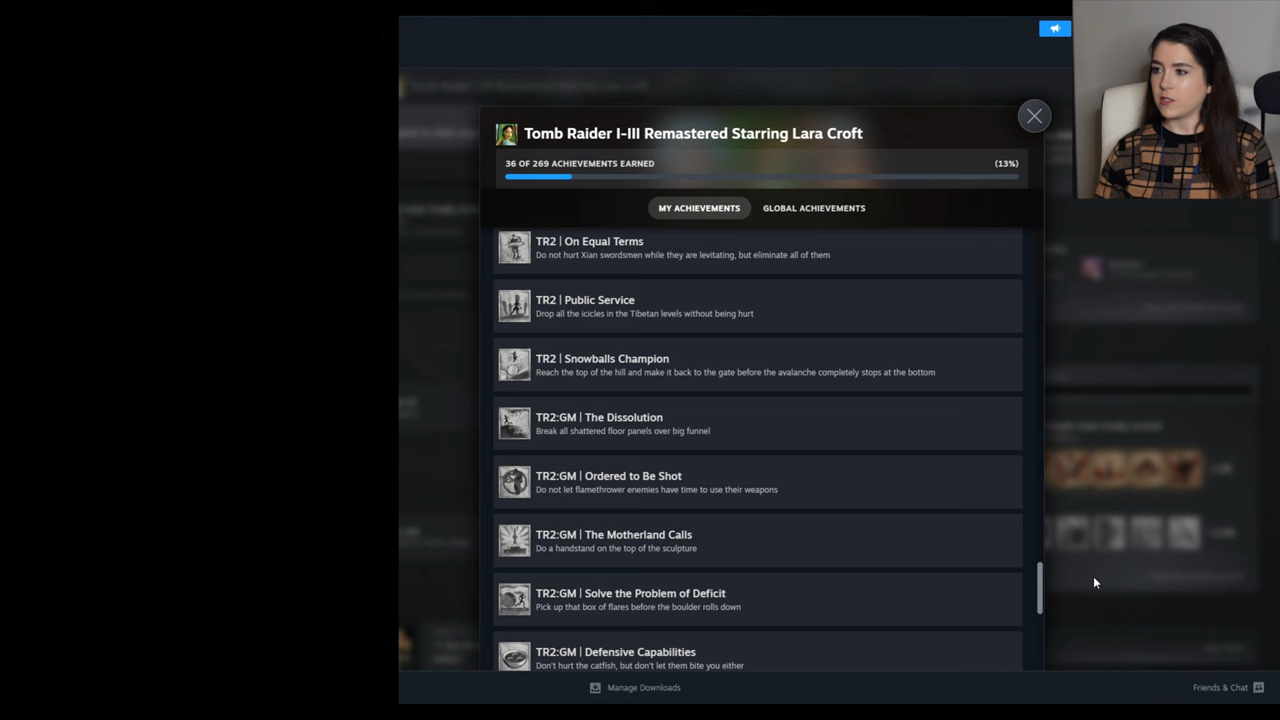 Tomb Raider I-III Remastered Starring Lara Croft
36 OF 269 ACHIEVEMENTS EARNED (13%)
MY ACHIEVEMENTS GLOBAL ACHIEVEMENTS
TR2 | On Equal Terms
Do not hurt Xian swordsmen while they are levitating, but eliminate all of them
TR2 | Public Service
Drop all the icicles in the Tibetan levels without being hurt
TR2 | Snowballs Champion
Reach the top of the hill and make it back to the gate before the avalanche completely stops at the bottom
TR2:GM | The Dissolution
Break all shattered floor panels over big funnel
TR2:GM | Ordered to Be Shot
Do not let flamethrower enemies have time to use their weapons
TR2:GM | The Motherland Calls
Do a handstand on the top of the sculpture
TR2:GM | Solve the Problem of Deficit
Pick up that box of flares before the boulder rolls down
TR2:GM | Defensive Capabilities
Don't hurt the catfish, but don't let them bite you either
Manage Downloads
Friends & Chat